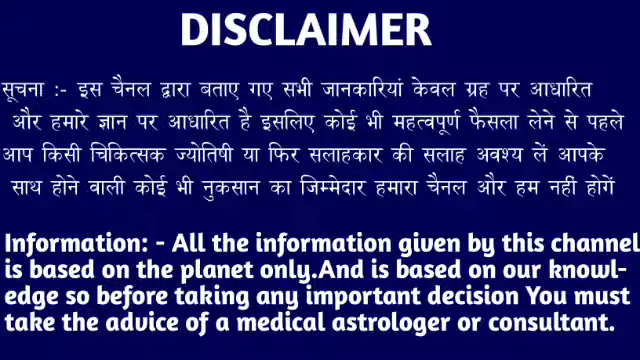 DISCLAIMER
सूचना :- इस चैनल द्वारा बताए गए सभी जानकारियां केवल ग्रह पर आधारित
और हमारे ज्ञान पर आधारित है इसलिए कोई भी महत्वपूर्ण फैसला लेने से पहले
आप किसी चिकित्सक ज्योतिषी या फिर सलाहकार की सलाह अवश्य लें आपके
साथ होने वाली कोई भी नुकसान का जिम्मेदार हमारा चैनल और हम नहीं होगें
Information: - All the information given by this channel
is based on the planet only.And is based on our knowl-
edge so before taking any important decision You must
take the advice of a medical astrologer or consultant.